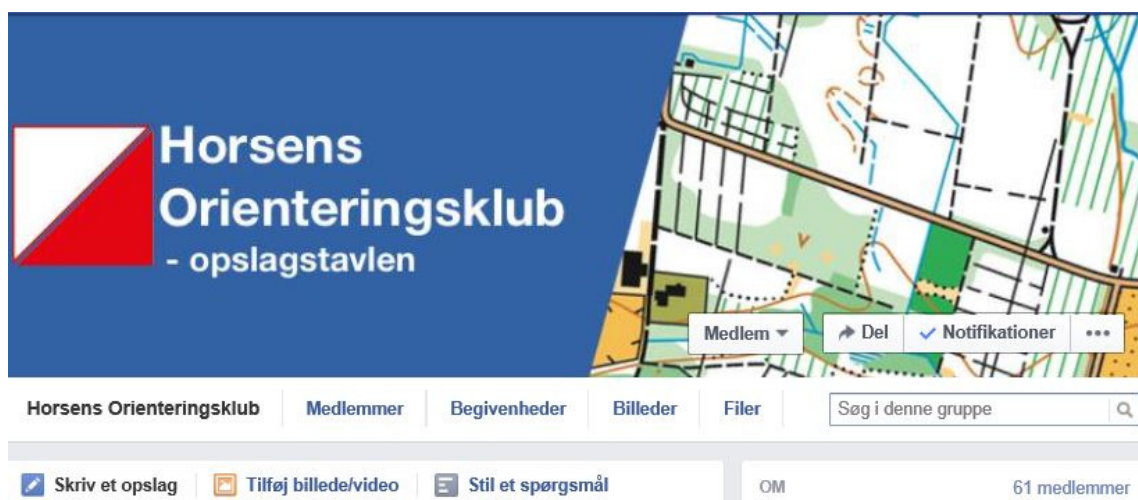 Horsens
Orienteringsklub
- opslagstavlen
Medlem
Del
Notifikationer
Horsens Orienteringsklub
Medlemmer
Begivenheder
Billeder
Filer
Søg i denne gruppe
Skriv et opslag
Tilføj billede/video
Stil et spørgsmål
OM
61 medlemmer